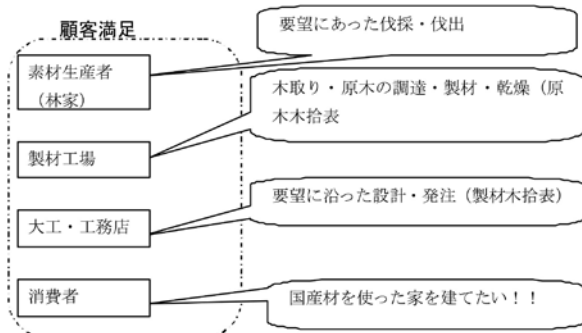 顧客満足
要望にあった伐採・伐出
素材生産者
（林家）
木取り・原木の調達・製材・乾燥（原
木木拾表
製材工場
要望に沿った設計・発注（製材木拾表）
大工・工務店
消費者
国産材を使った家を建てたい！！